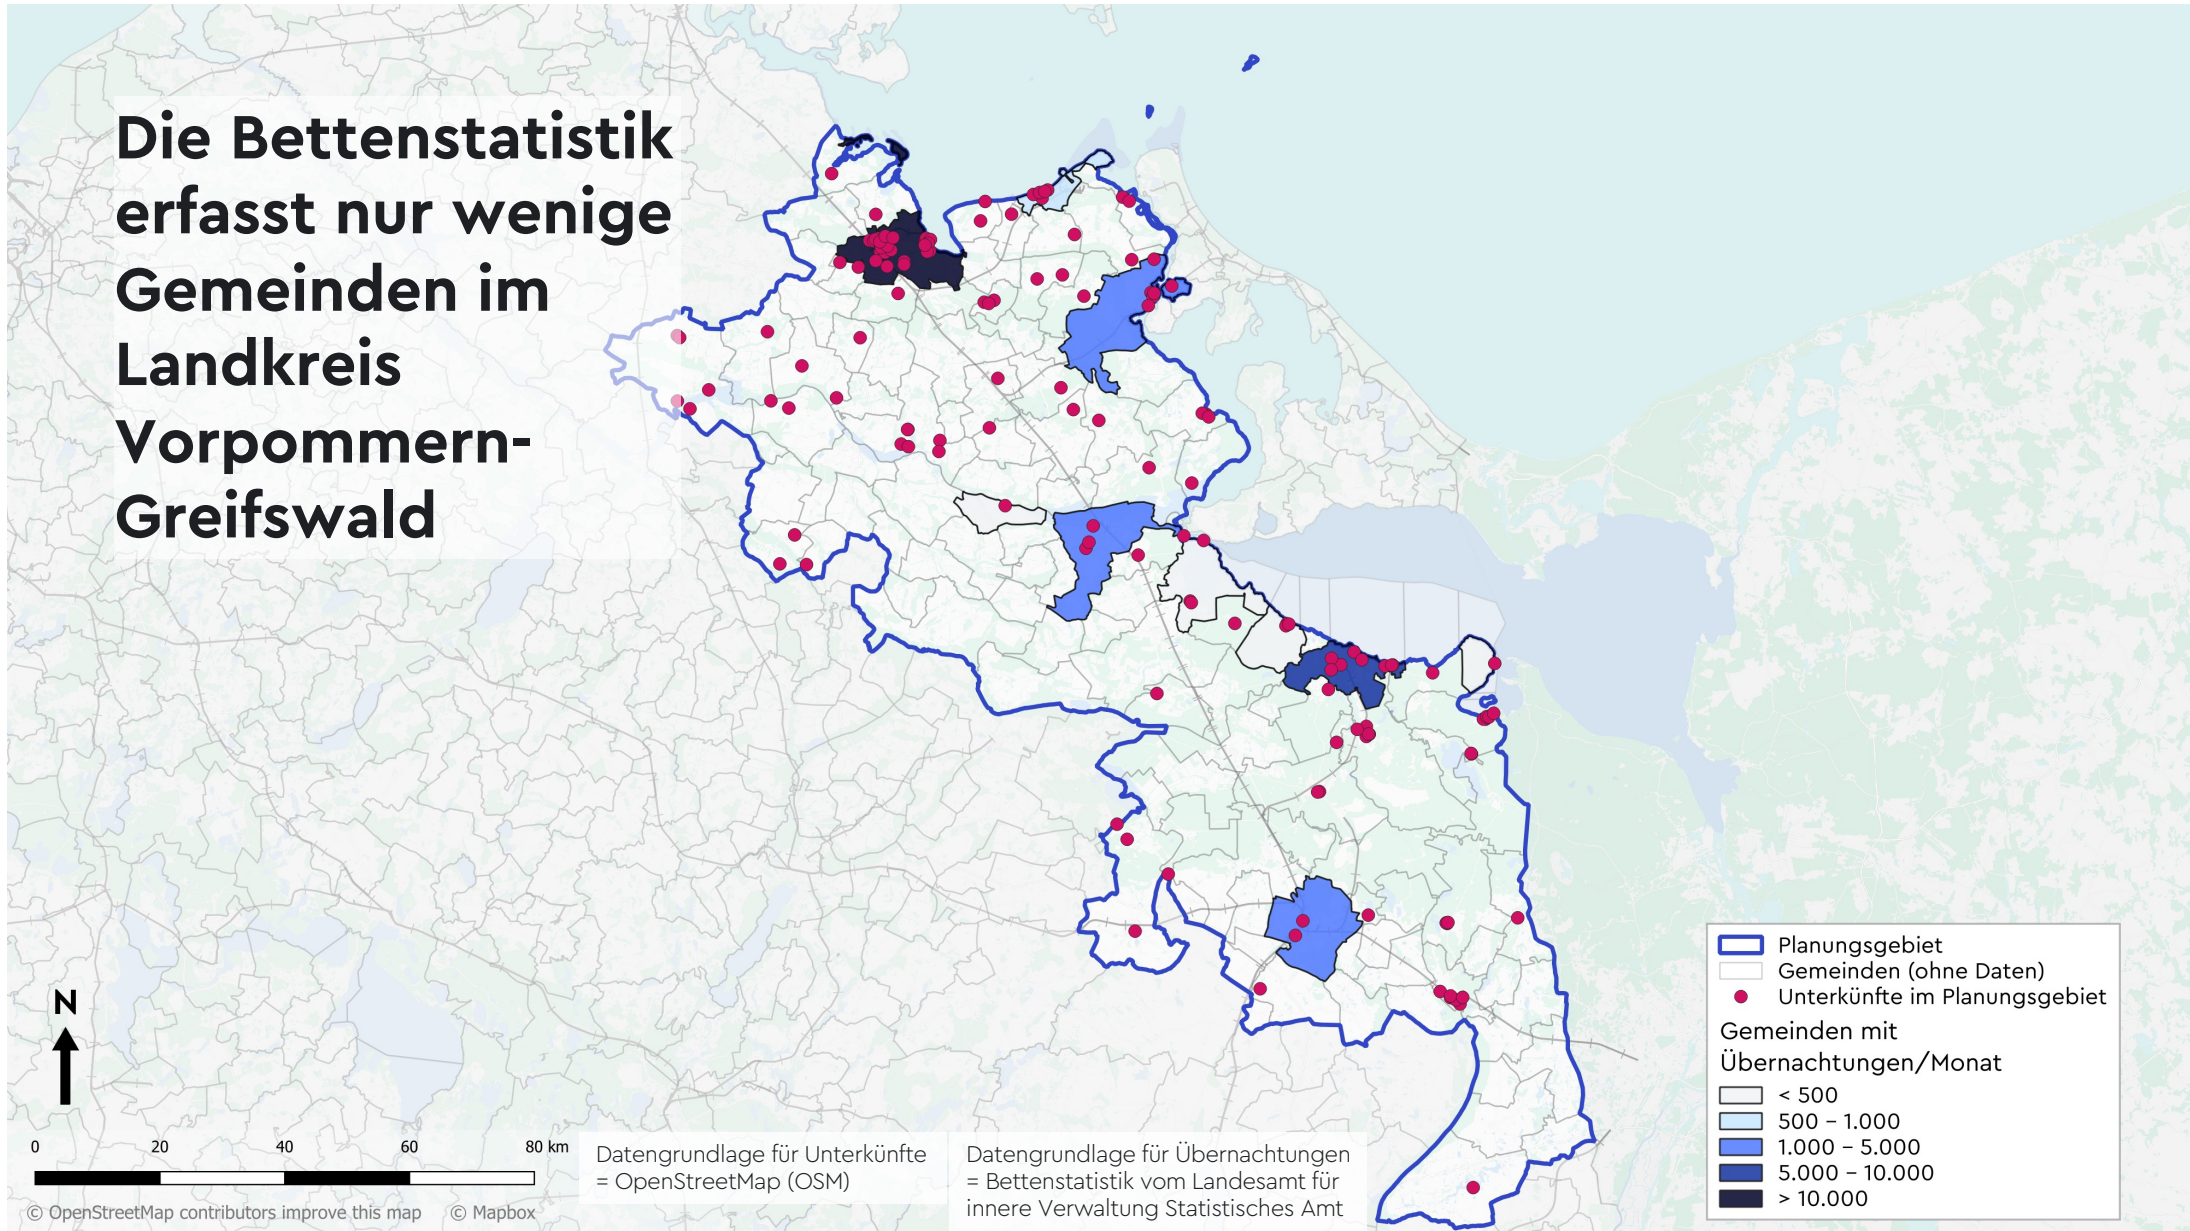 Die Bettenstatistik
erfasst nur wenige
Gemeinden im
Landkreis
Vorpommern-
Greifswald
N
0 20 40 60 80 km
© OpenStreetMap contributors improve this map © Mapbox
Datengrundlage für Unterkünfte
= OpenStreetMap (OSM)
Datengrundlage für Übernachtungen
= Bettenstatistik vom Landesamt für
innere Verwaltung Statistisches Amt
Planungsgebiet
Gemeinden (ohne Daten)
Unterkünfte im Planungsgebiet
Gemeinden mit
Übernachtungen/Monat
< 500
500 – 1.000
1.000 – 5.000
5.000 – 10.000
> 10.000